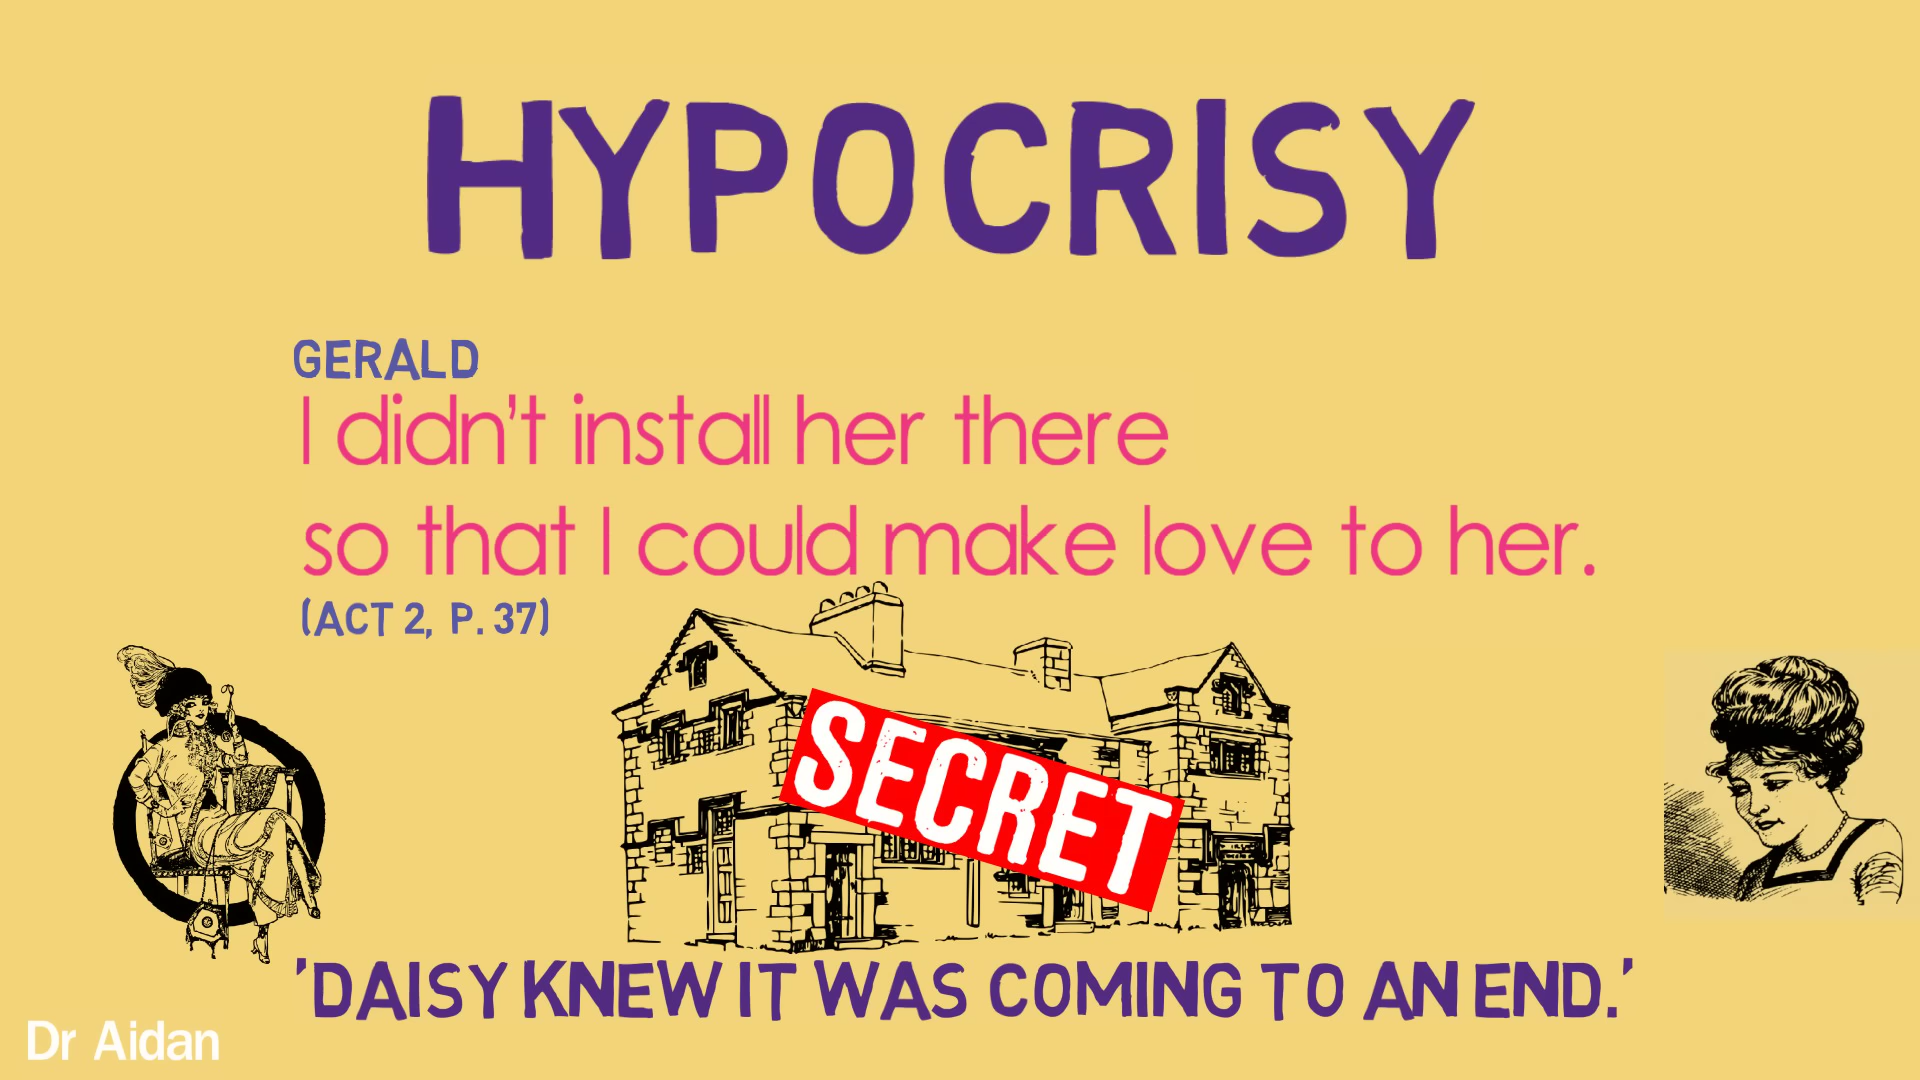 HYPOCRISY
GERALD
I didn't install her there
so that I could make love to her.
(ACT 2, P. 37)
SECRET
'DAISY KNEW IT WAS COMING TO AN END.'
Dr Aidan